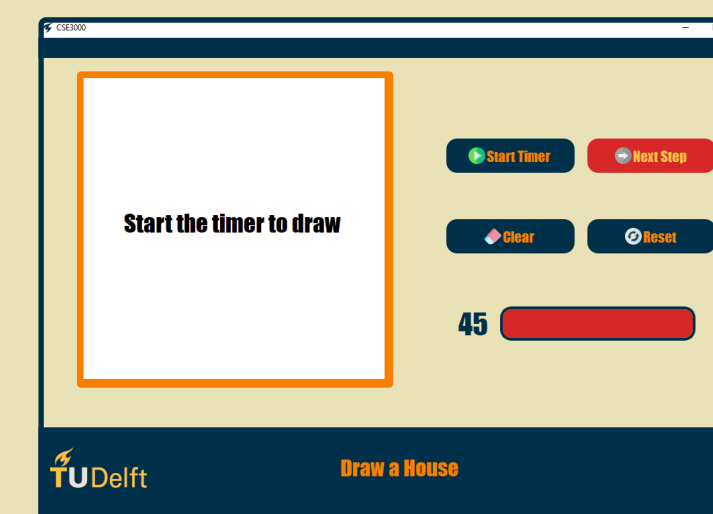 CSE3000
Start the timer to draw
Start Timer
Next Step
Clear
Reset
45
TUDelft
Draw a House